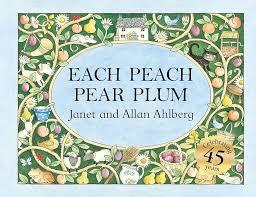 EACH PEACH
PEAR PLUM
Janet and Allan Ahlberg
Celebrating
45
years